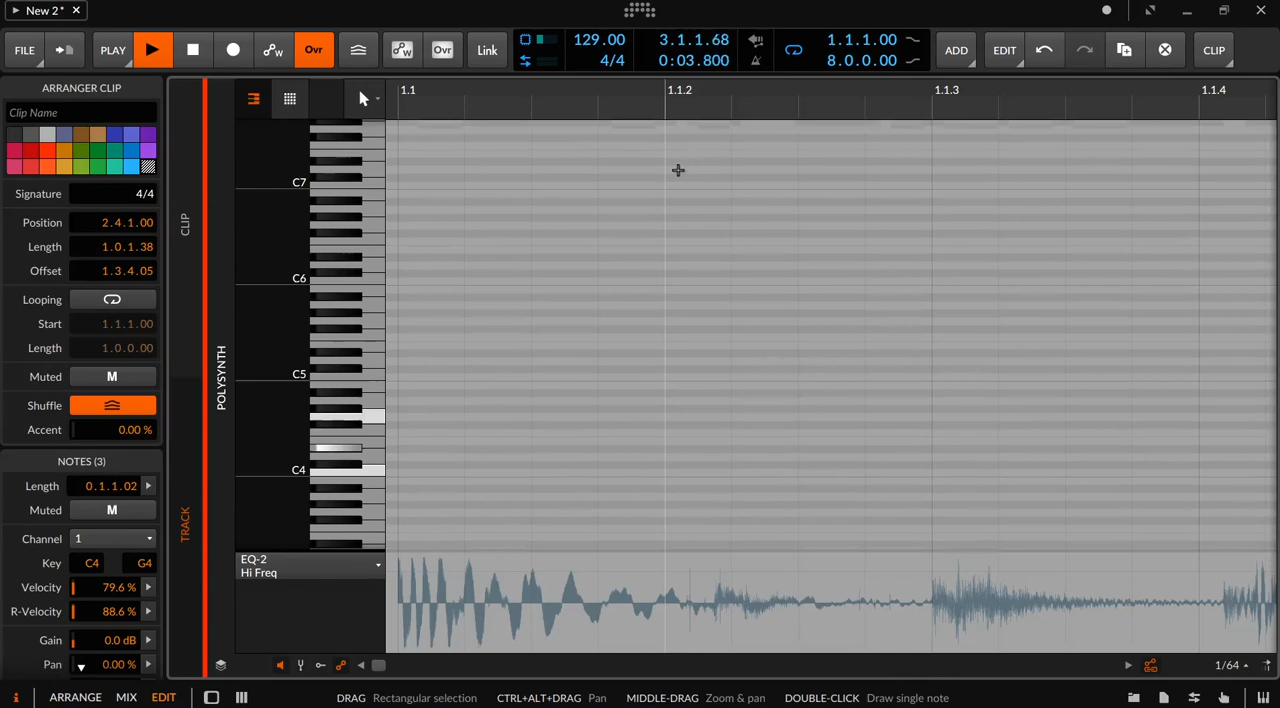 New 2*
FILE
PLAY
Ovr
Ovr
Link
129.00
4/4
3.1.1.68
0:03.800
1.1.1.00
8.0.0.00
ADD
EDIT
CLIP
ARRANGER CLIP
Clip Name
Signature 4/4
Position 2.4.1.00
Length 1.0.1.38
Offset 1.3.4.05
Looping
Start 1.1.1.00
Length 1.0.0.00
Muted M
Shuffle
Accent 0.00 %
NOTES (3)
Length 0.1.1.02
Muted M
Channel 1
Key C4 G4
Velocity 79.6 %
R-Velocity 88.6 %
Gain 0.0 dB
Pan 0.00 %
CLIP
TRACK
POLYSYNTH
1.1
1.1.2
1.1.3
1.1.4
C7
C6
C5
C4
EQ-2
Hi Freq
1/64
i
ARRANGE MIX EDIT
DRAG Rectangular selection CTRL+ALT+DRAG Pan MIDDLE-DRAG Zoom & pan DOUBLE-CLICK Draw single note